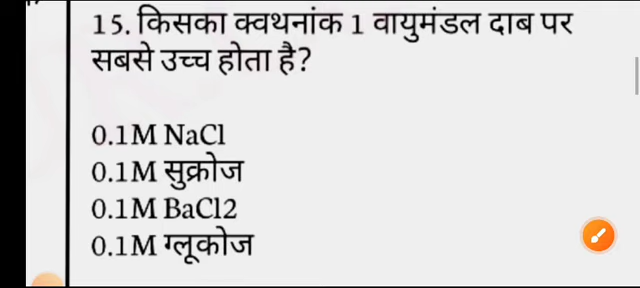 15. किसका क्वथनांक 1 वायुमंडल दाब पर
सबसे उच्च होता है?
0.1M NaCl
0.1M सुक्रोज
0.1M BaCl2
0.1M ग्लूकोज